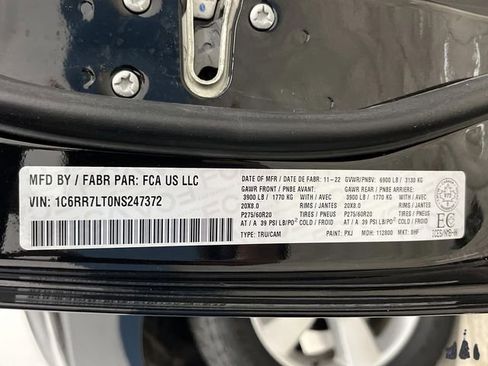 MFD BY / FABR PAR: FCA US LLC
VIN: 1C6RR7LT0NS247372
DATE OF MFR / DATE DE FABR: 11-22 GVWR/PNBV: 6900 LB / 3130 KG
GAWR FRONT / PNBE AVANT: GAWR REAR / PNBE ARRIERE:
3900 LB / 1770 KG WITH / AVEC 3900 LB / 1770 KG WITH / AVEC
20X8.0 RIMS / JANTES 20X8.0 RIMS / JANTES
P275/60R20 TIRES / PNEUS P275/60R20 TIRES / PNEUS
AT / A 39 PSI LB/PO² COLD / FROID AT / A 39 PSI LB/PO² COLD / FROID
TYPE: TRU/CAM PAINT: PXJ MDH: 112800 MKT: BHF
EC